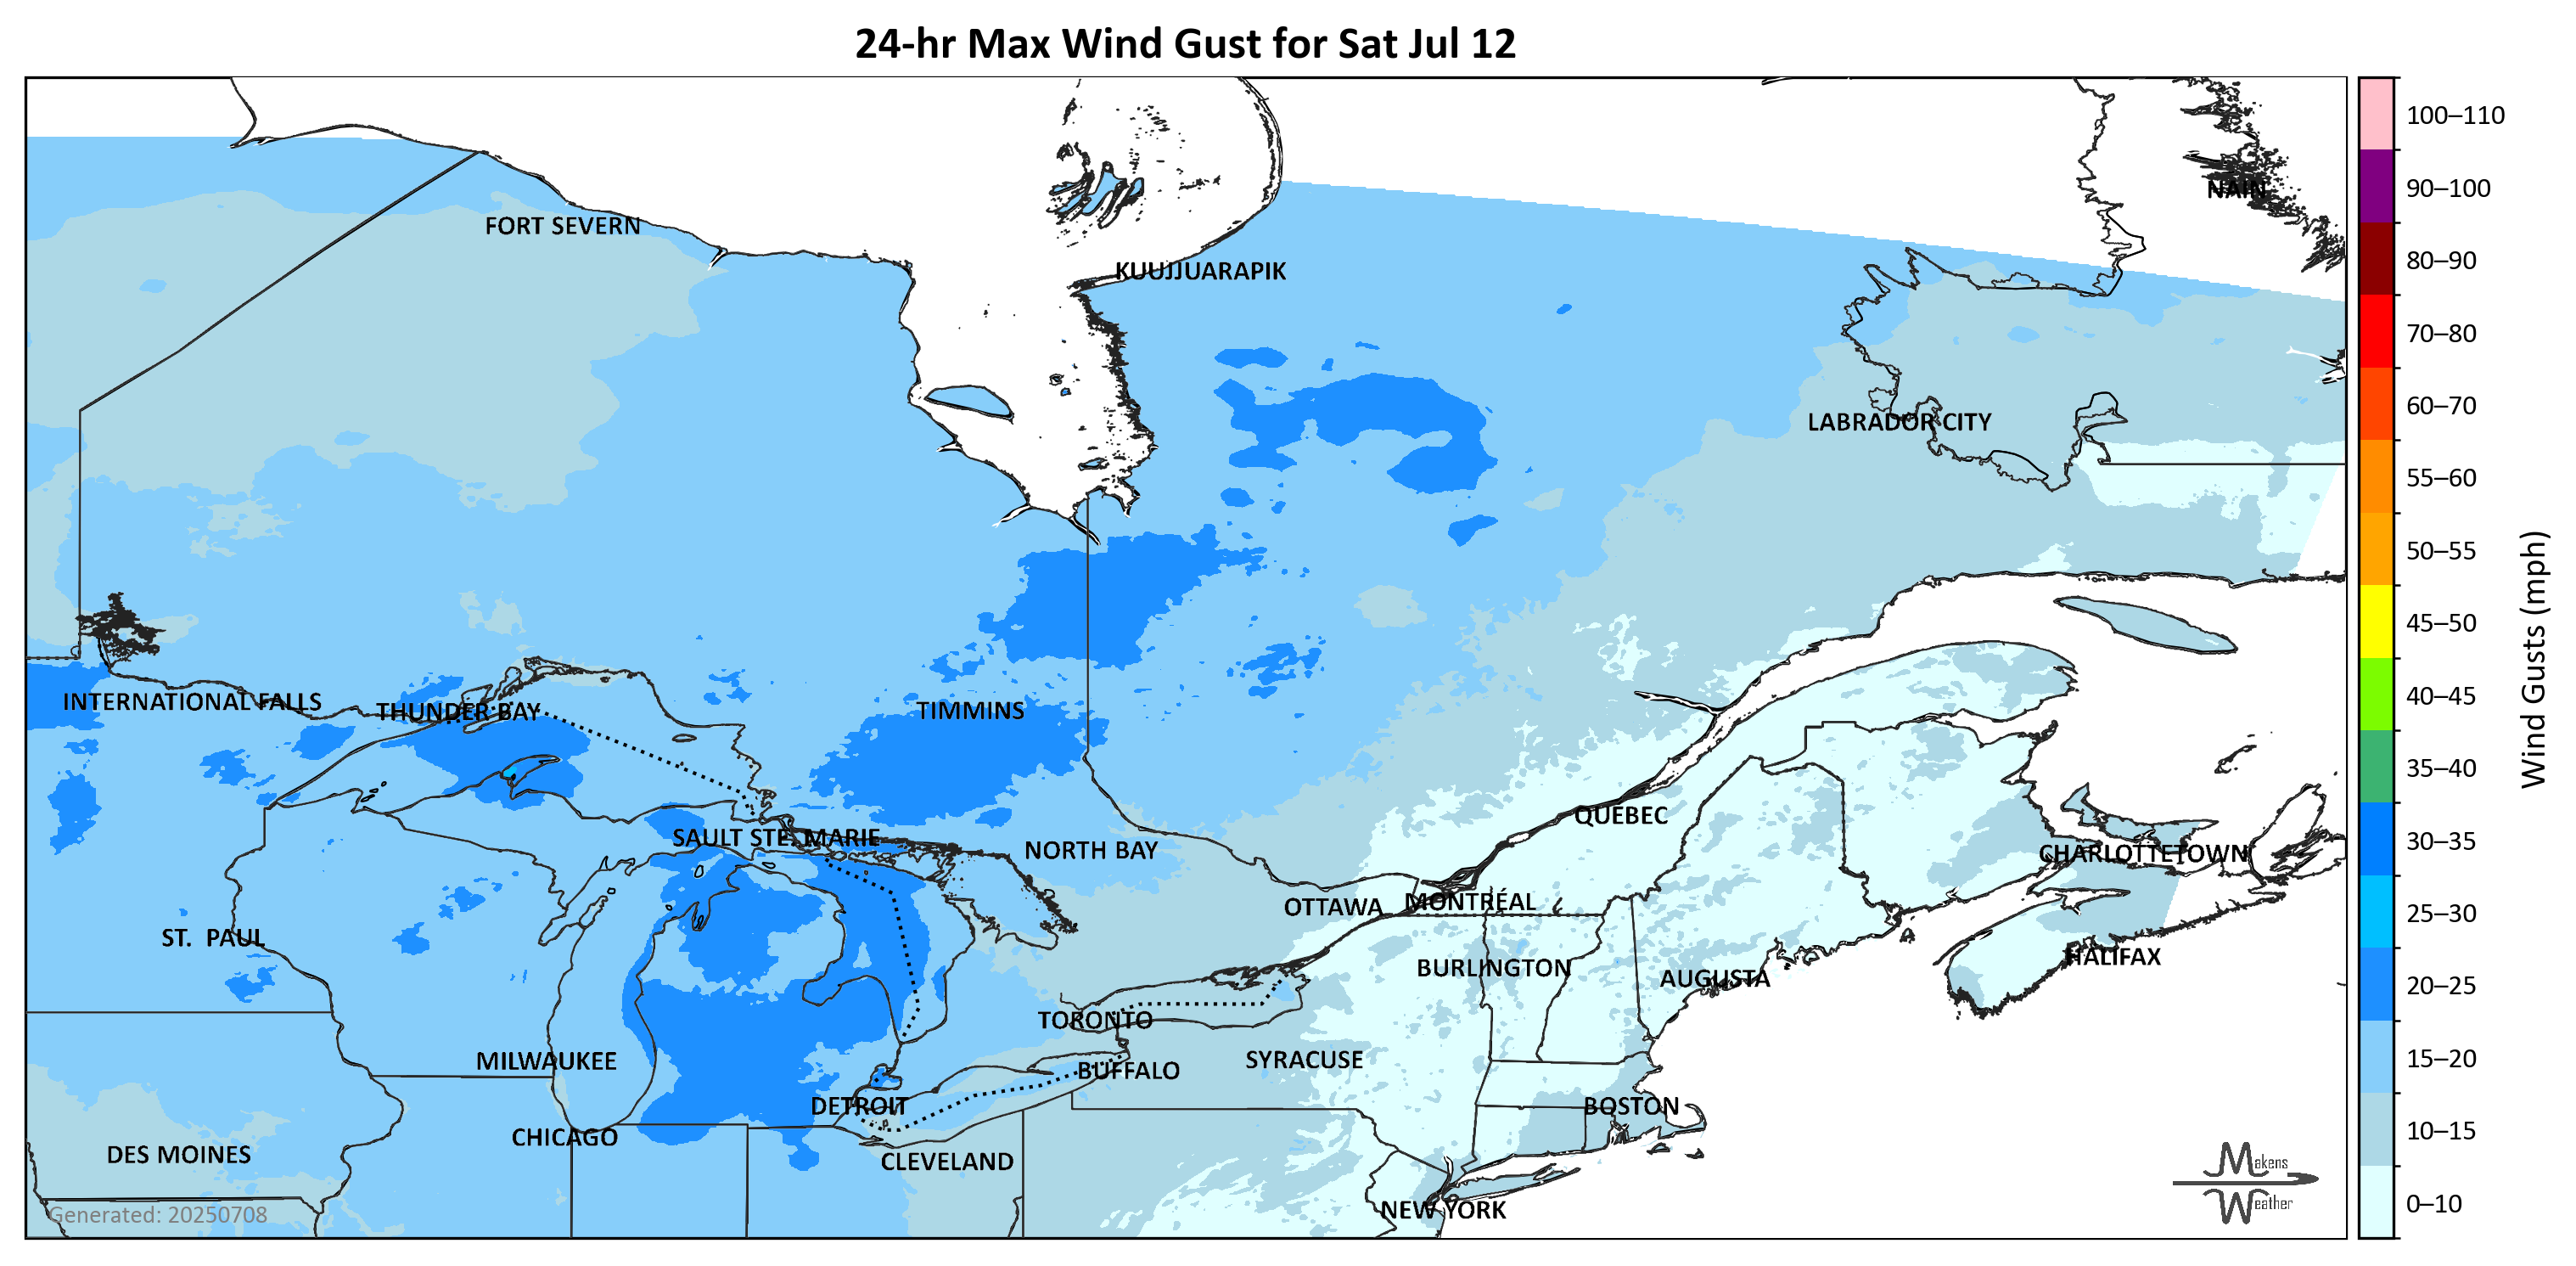 24-hr Max Wind Gust for Sat Jul 12
NAIN
FORT SEVERN
KUUJJUARAPIK
LABRADOR CITY
INTERNATIONAL FALLS
THUNDER BAY
TIMMINS
SAULT STE. MARIE
NORTH BAY
QUÉBEC
CHARLOTTETOWN
OTTAWA
MONTRÉAL
ST. PAUL
BURLINGTON
AUGUSTA
HALIFAX
TORONTO
MILWAUKEE
BUFFALO
SYRACUSE
DETROIT
BOSTON
CHICAGO
DES MOINES
CLEVELAND
NEW YORK
Generated: 20250708
Makens
Weather
100–110
90–100
80–90
70–80
60–70
55–60
50–55
45–50
40–45
35–40
30–35
25–30
20–25
15–20
10–15
0–10
Wind Gusts (mph)